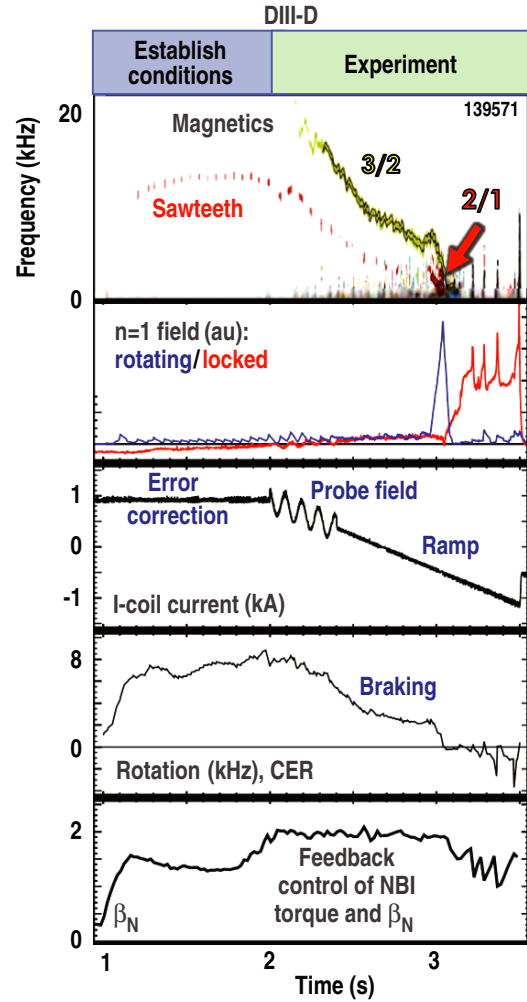 DIII-D
Establish
conditions
Experiment
20
Magnetics
139571
3/2
2/1
Sawteeth
Frequency (kHz)
0
n=1 field (au):
rotating/locked
1
Error
correction
Probe field
0
Ramp
-1
I-coil current (kA)
8
Braking
0
Rotation (kHz), CER
2
Feedback
control of NBI
torque and βN
βN
0
1
2
3
Time (s)